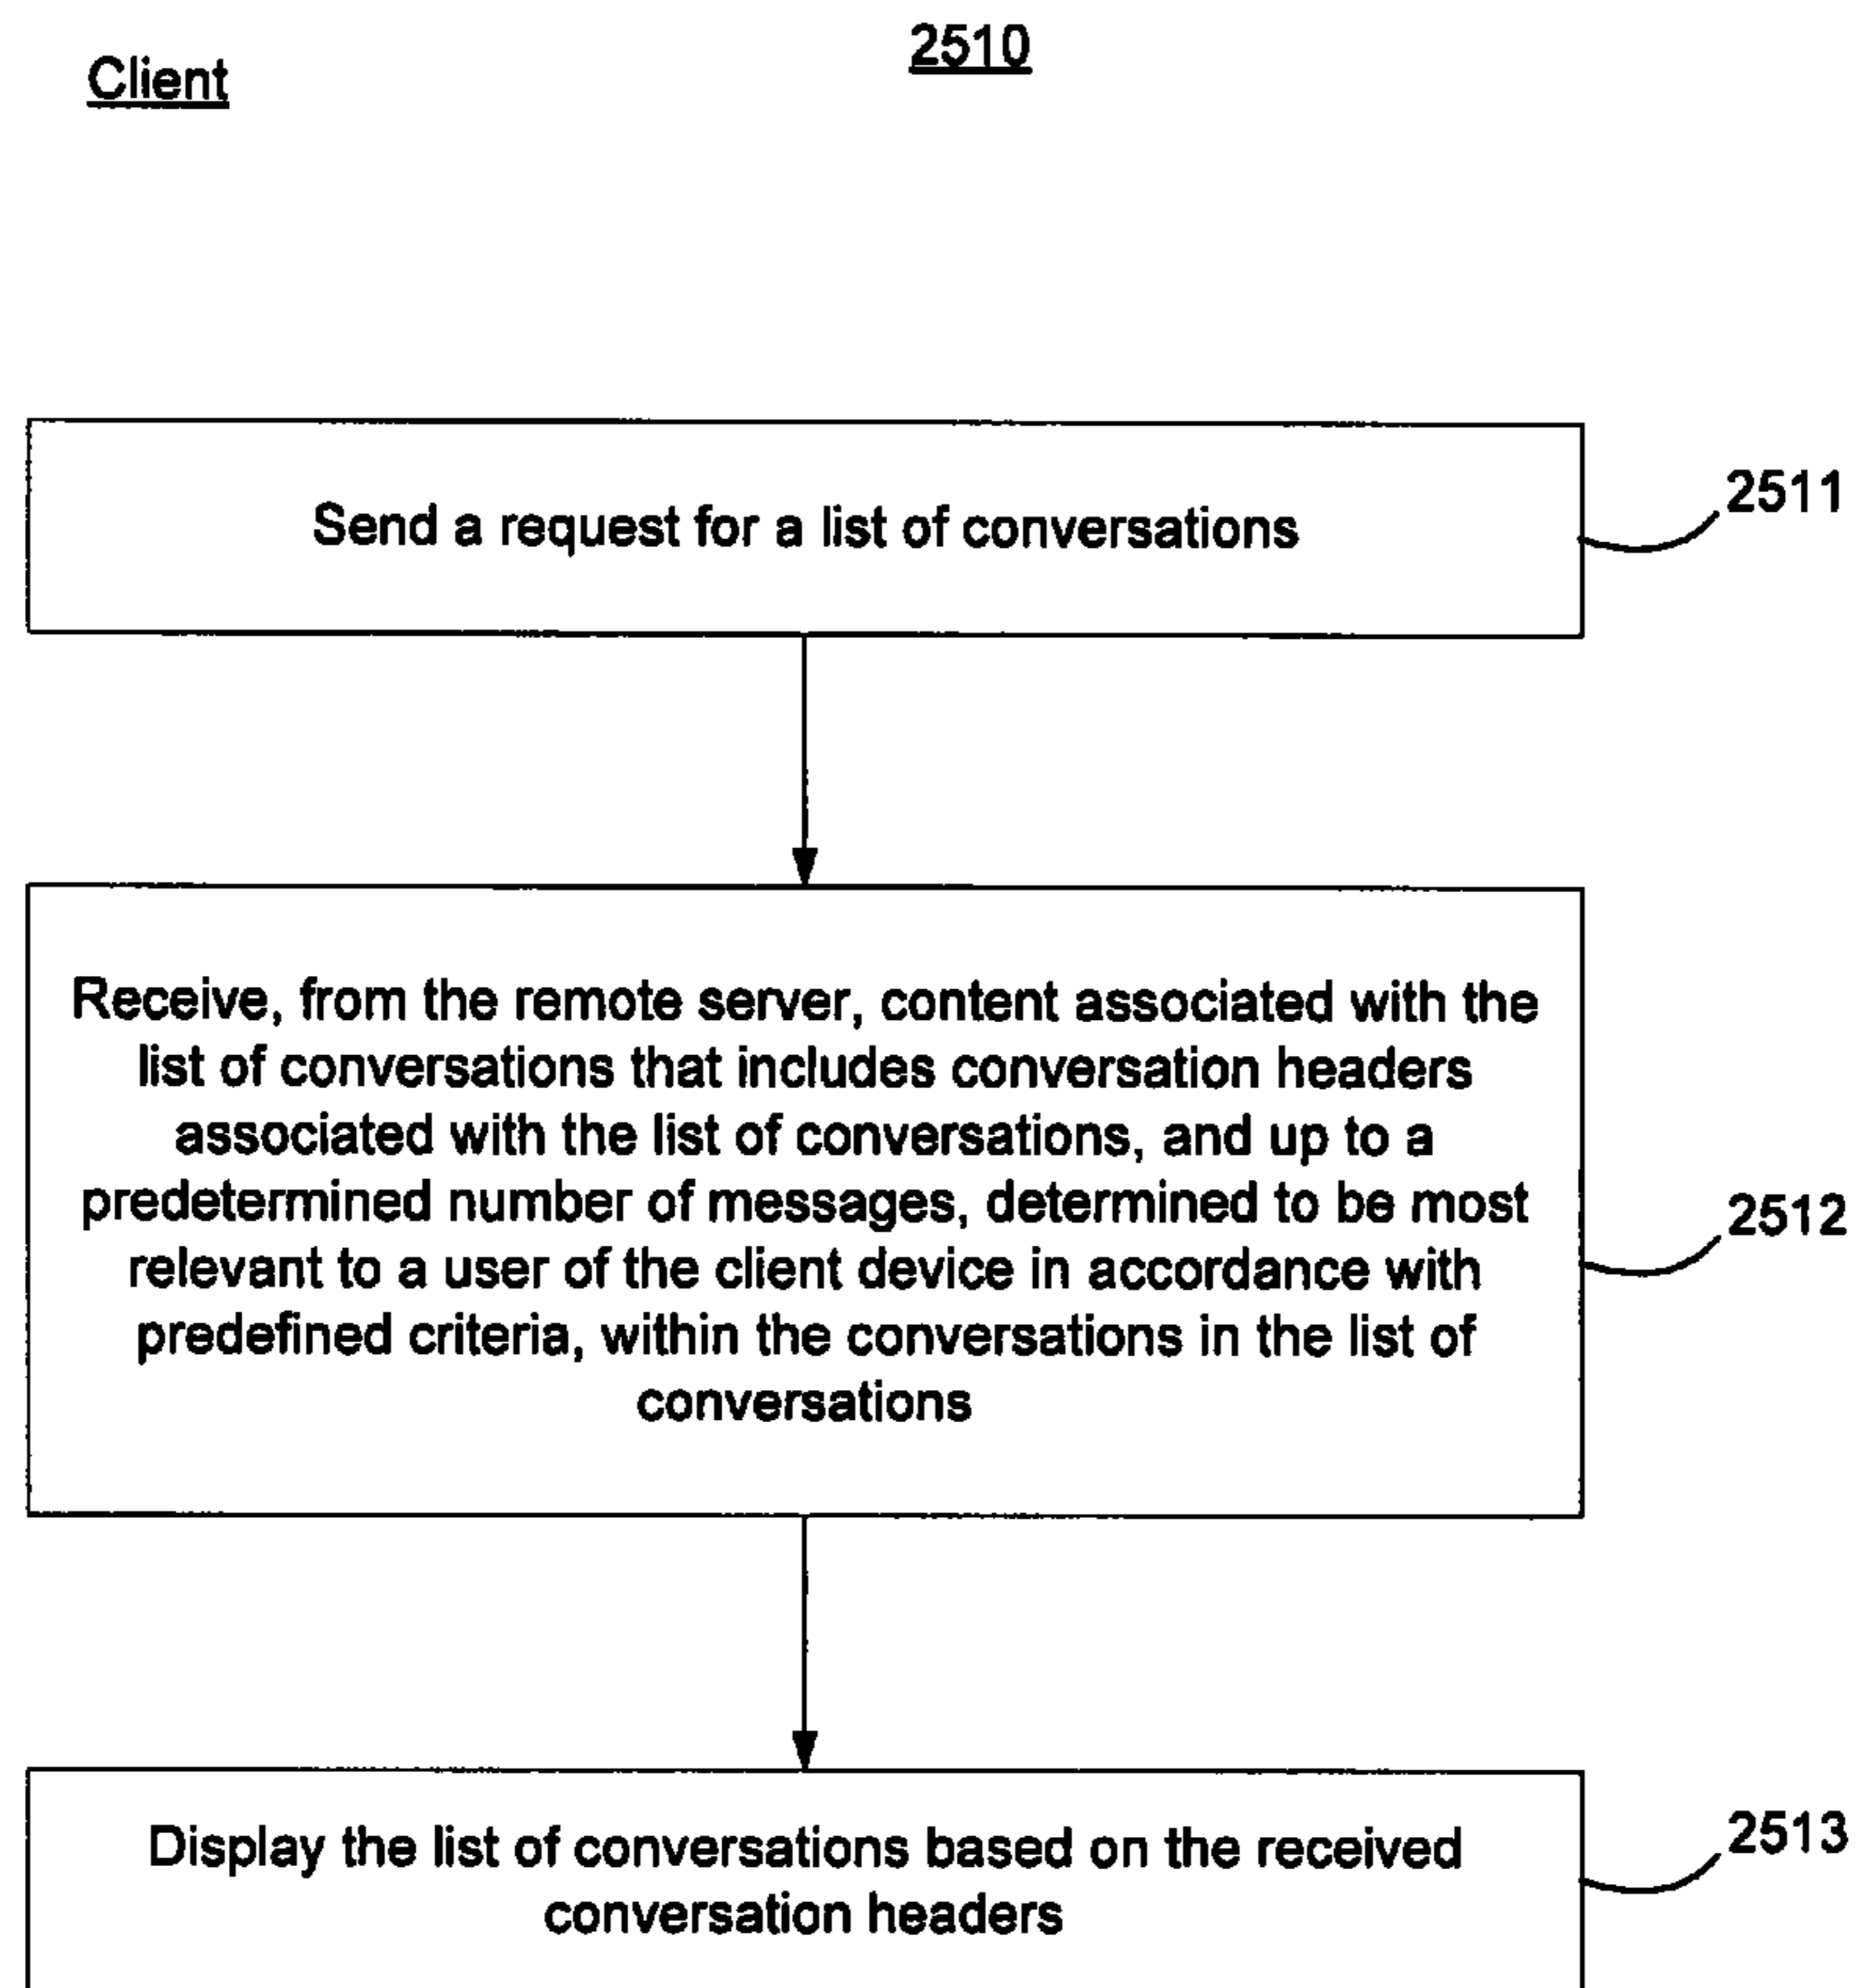 2510
Client
Send a request for a list of conversations
2511
Receive, from the remote server, content associated with the
list of conversations that includes conversation headers
associated with the list of conversations, and up to a
predetermined number of messages, determined to be most
relevant to a user of the client device in accordance with
predefined criteria, within the conversations in the list of
conversations
2512
Display the list of conversations based on the received
conversation headers
2513